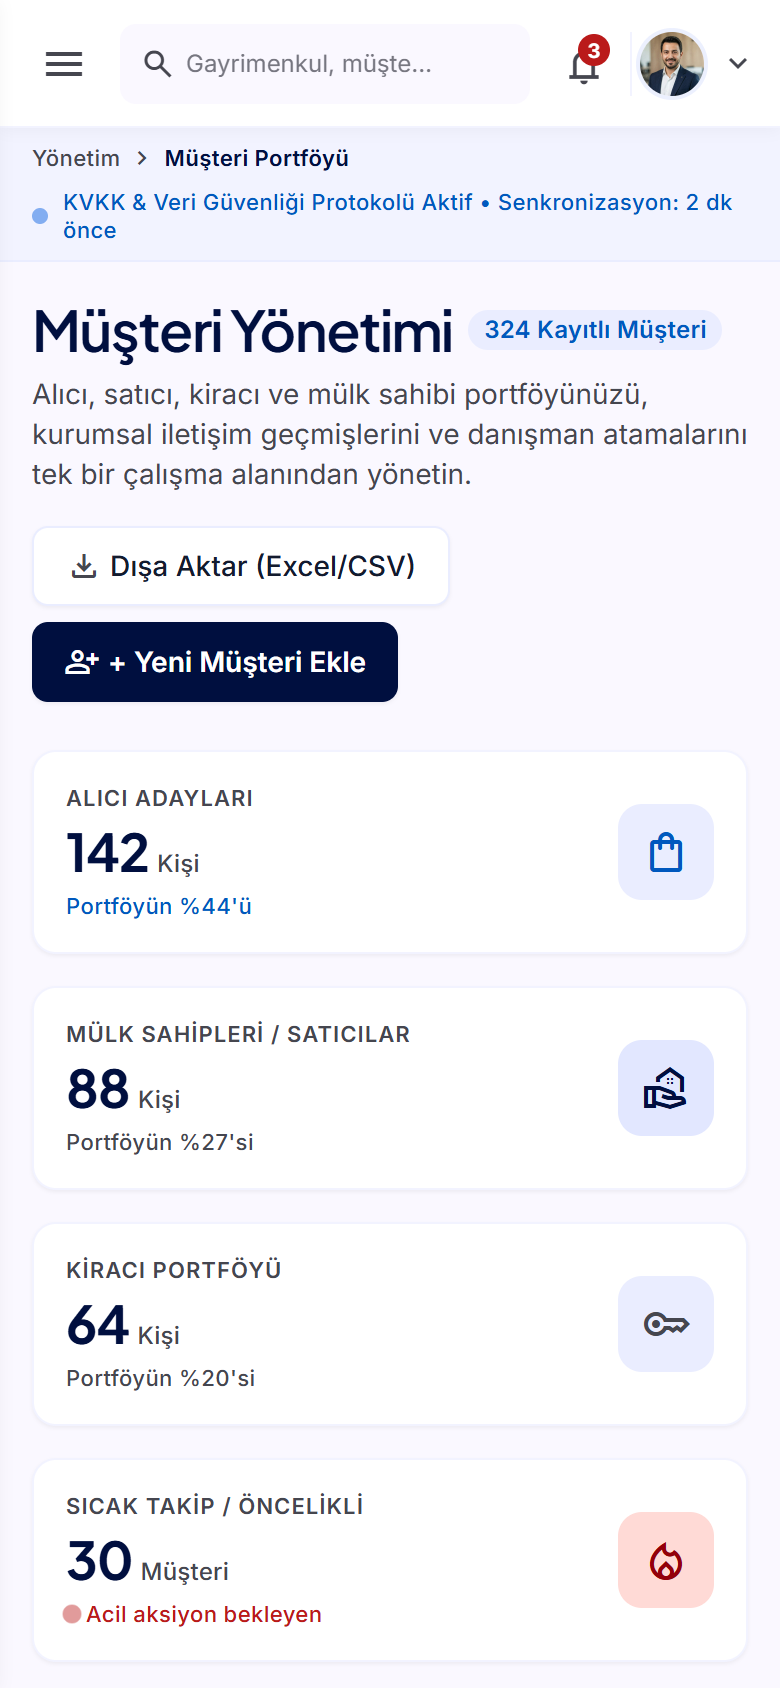 Gayrimenkul, müşte...
3
Yönetim > Müşteri Portföyü
KVKK & Veri Güvenliği Protokolü Aktif • Senkronizasyon: 2 dk
önce
Müşteri Yönetimi
324 Kayıtlı Müşteri
Alıcı, satıcı, kiracı ve mülk sahibi portföyünüzü,
kurumsal iletişim geçmişlerini ve danışman atamalarını
tek bir çalışma alanından yönetin.
Dışa Aktar (Excel/CSV)
+ Yeni Müşteri Ekle
ALICI ADAYLARI
142 Kişi
Portföyün %44'ü
MÜLK SAHİPLERİ / SATICILAR
88 Kişi
Portföyün %27'si
KİRACI PORTFÖYÜ
64 Kişi
Portföyün %20'si
SICAK TAKİP / ÖNCELİKLİ
30 Müşteri
Acil aksiyon bekleyen